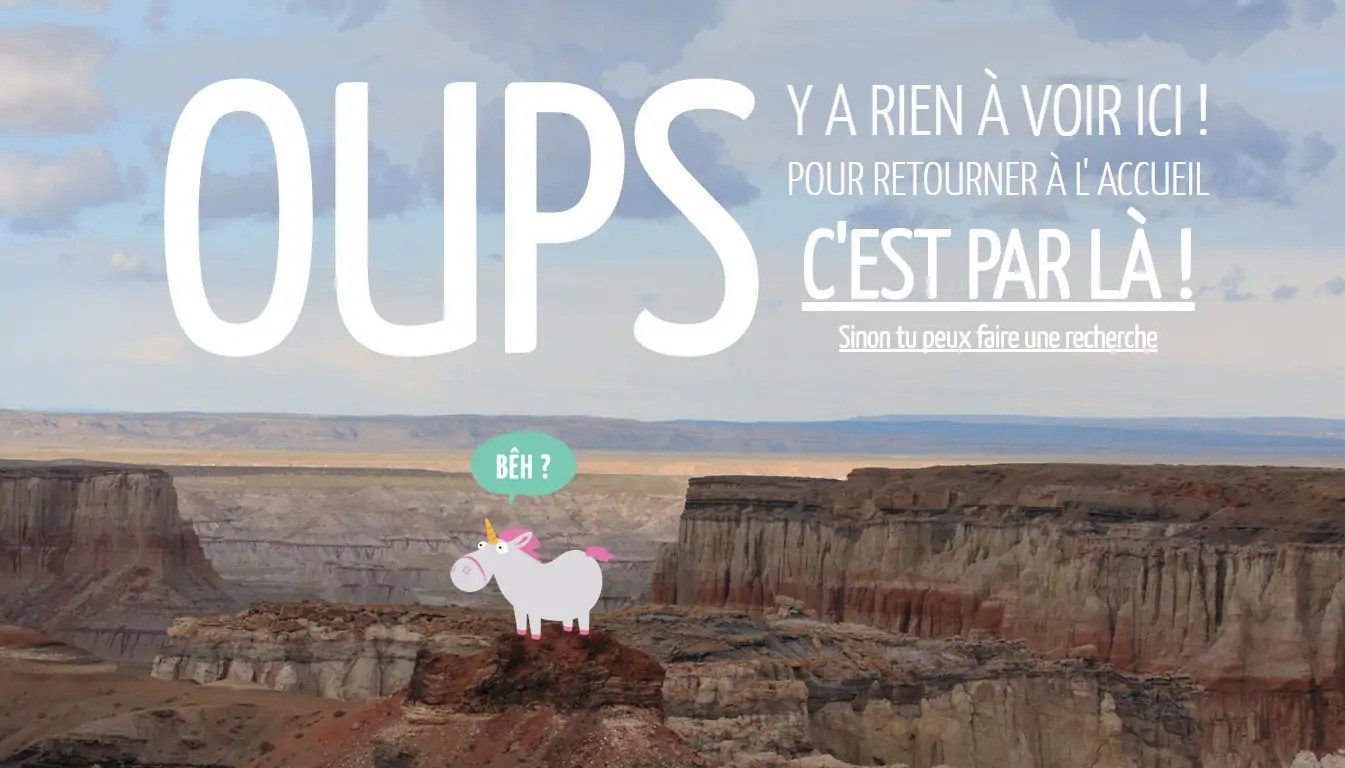 OUPS
Y A RIEN À VOIR ICI !
POUR RETOURNER À L' ACCUEIL
C'EST PAR LÀ !
Sinon tu peux faire une recherche
BÊH ?